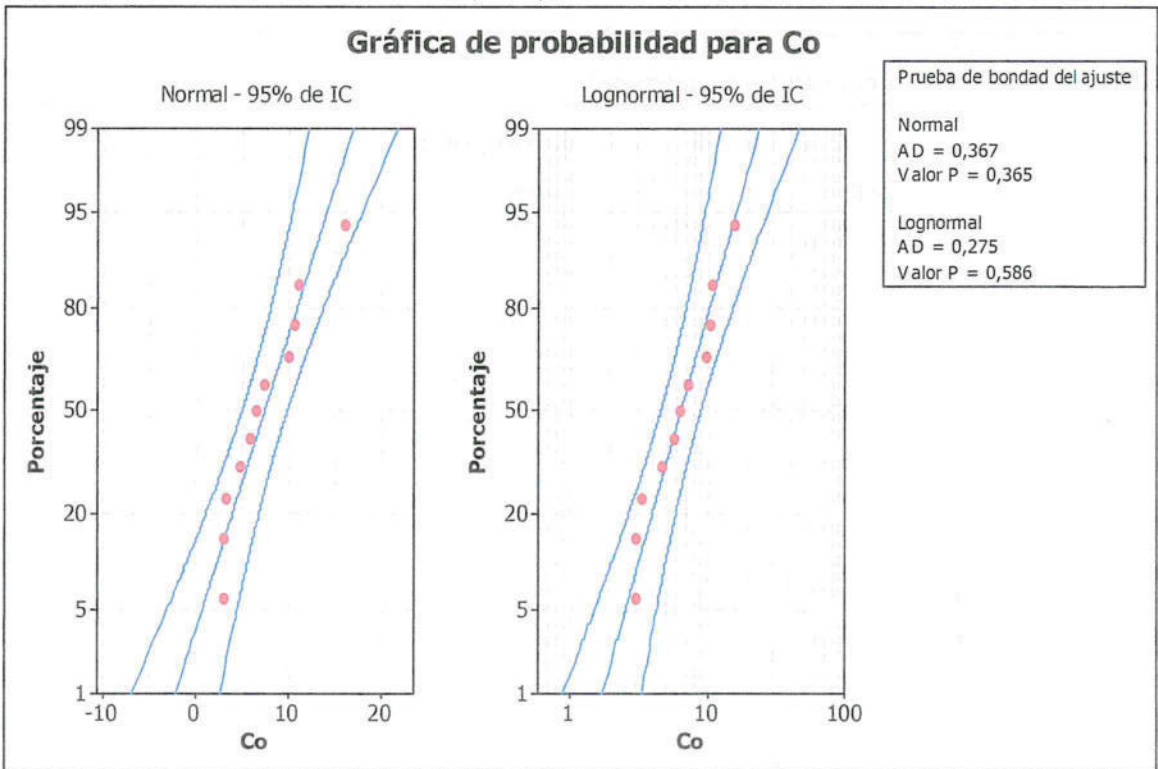 Gráfica de probabilidad para Co
Normal - 95% de IC
Lognormal - 95% de IC
Prueba de bondad del ajuste
Normal
AD = 0,367
Valor P = 0,365
Lognormal
AD = 0,275
Valor P = 0,586
Porcentaje
99
95
80
50
20
5
1
-10
0
10
20
Co
Porcentaje
99
95
80
50
20
5
1
1
10
100
Co